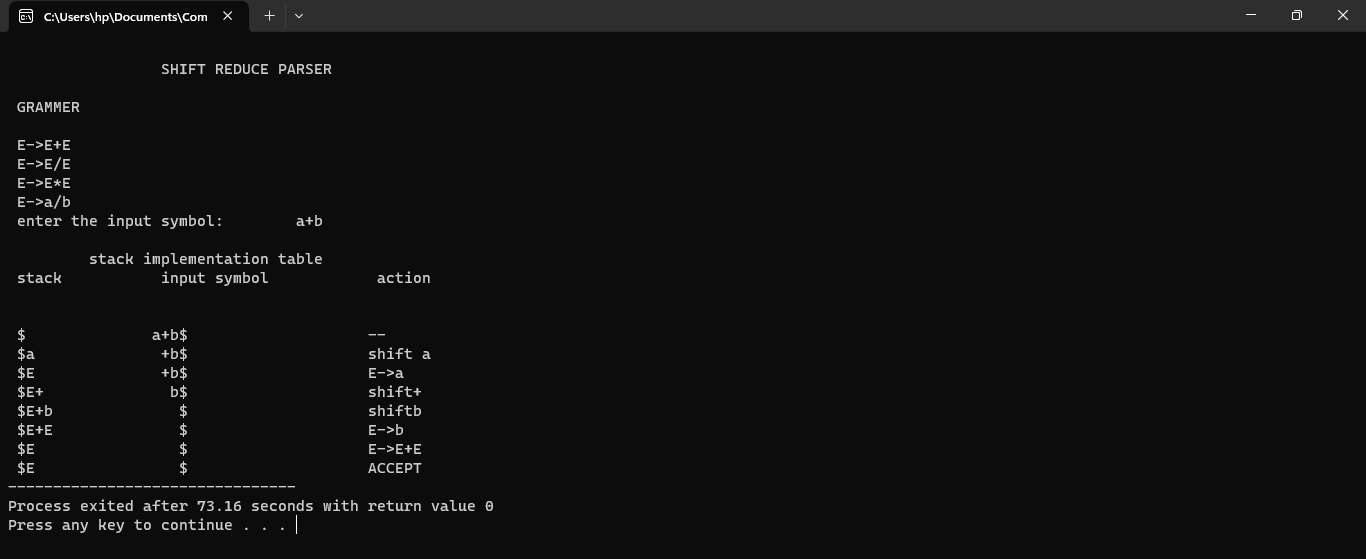 C:\Users\hp\Documents\Com
SHIFT REDUCE PARSER
GRAMMER
E->E+E
E->E/E
E->E*E
E->a/b
enter the input symbol: a+b
stack implementation table
stack input symbol action
$ a+b$ --
$a +b$ shift a
$E +b$ E->a
$E+ b$ shift+
$E+b $ shiftb
$E+E $ E->b
$E $ E->E+E
$E $ ACCEPT
--------------------------------
Process exited after 73.16 seconds with return value 0
Press any key to continue . . .